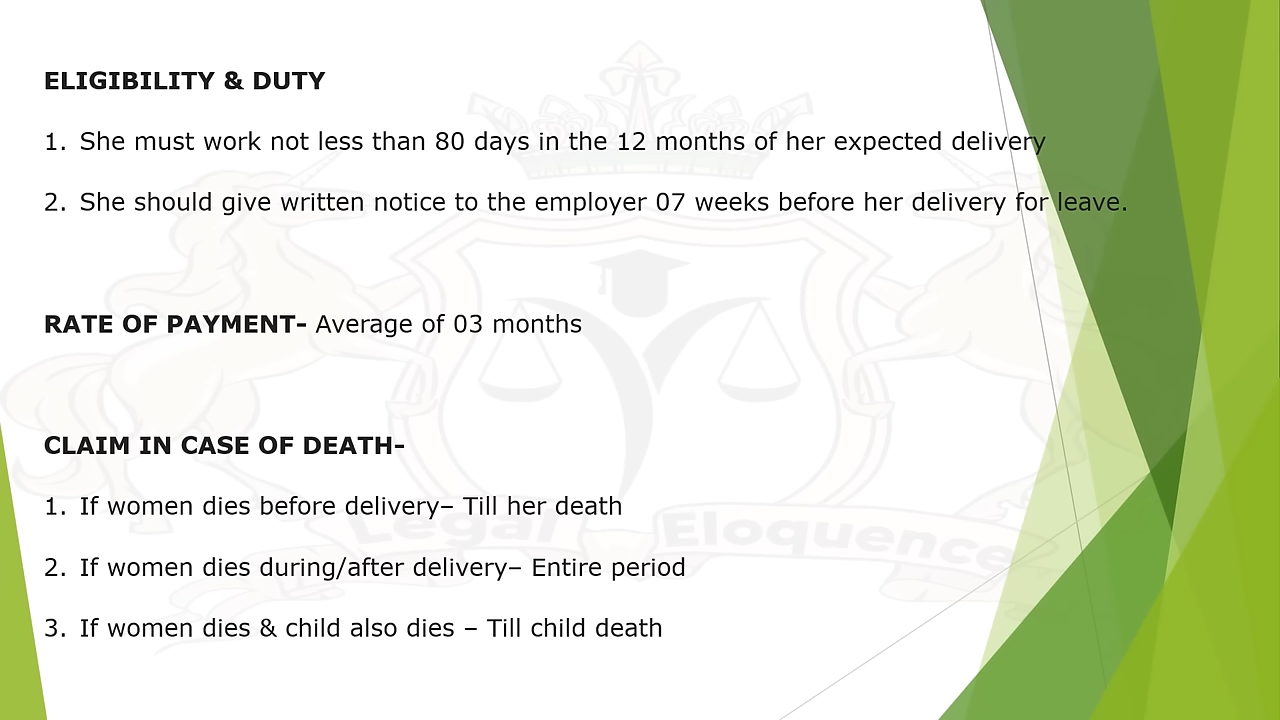 ELIGIBILITY & DUTY
1. She must work not less than 80 days in the 12 months of her expected delivery
2. She should give written notice to the employer 07 weeks before her delivery for leave.
RATE OF PAYMENT- Average of 03 months
CLAIM IN CASE OF DEATH-
1. If women dies before delivery– Till her death
Legal Eloquence
2. If women dies during/after delivery– Entire period
3. If women dies & child also dies – Till child death